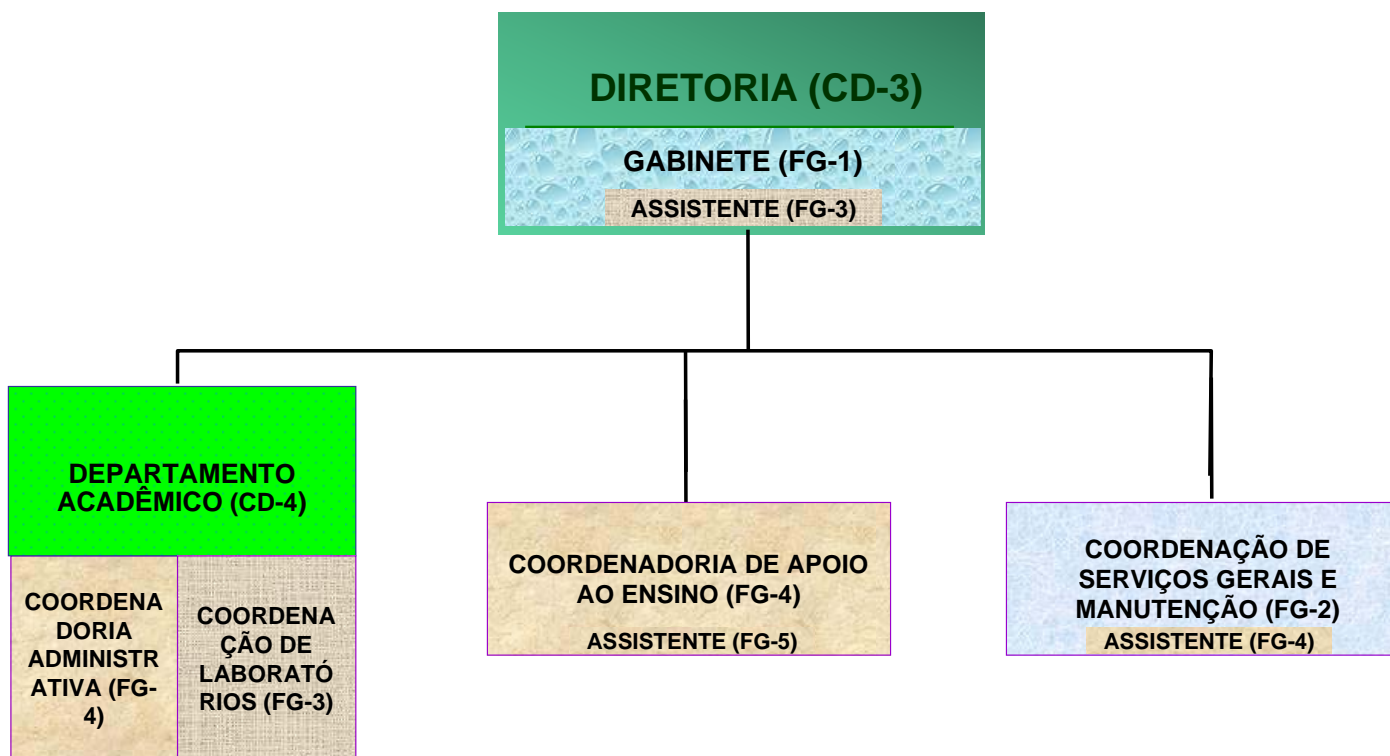 DIRETORIA (CD-3)
GABINETE (FG-1)
ASSISTENTE (FG-3)
DEPARTAMENTO
ACADÊMICO (CD-4)
COORDENA
DORIA
ADMINISTR
ATIVA (FG-
4)
COORDENA
ÇÃO DE
LABORATÓ
RIOS (FG-3)
COORDENADORIA DE APOIO
AO ENSINO (FG-4)
ASSISTENTE (FG-5)
COORDENAÇÃO DE
SERVIÇOS GERAIS E
MANUTENÇÃO (FG-2)
ASSISTENTE (FG-4)